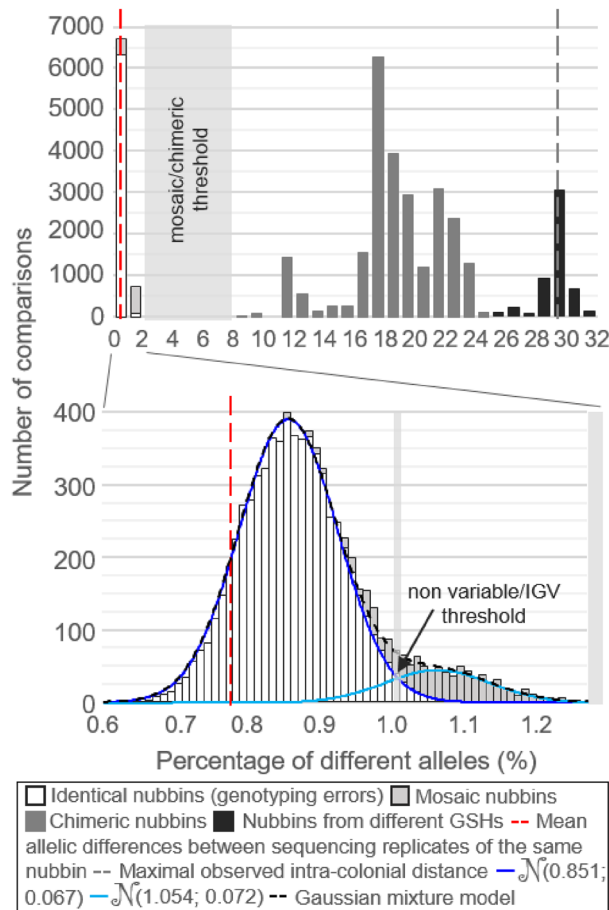 7000
6000
5000
4000
3000
2000
1000
0
mosaic/chimeric
threshold
0 2 4 6 8 10 12 14 16 18 20 22 24 26 28 30 32
Number of comparisons
400
300
200
100
0
non variable/IGV
threshold
0.6 0.7 0.8 0.9 1.0 1.1 1.2
Percentage of different alleles (%)
Identical nubbins (genotyping errors) Mosaic nubbins
Chimeric nubbins Nubbins from different GSHs Mean
allelic differences between sequencing replicates of the same
nubbin Maximal observed intra-colonial distance 𝒩(0.851;
0.067) 𝒩(1.054; 0.072) Gaussian mixture model